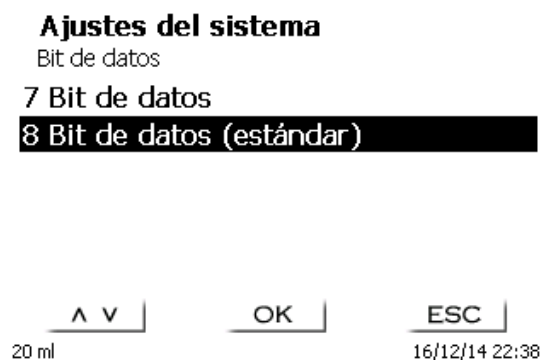 Ajustes del sistema
Bit de datos
7 Bit de datos
8 Bit de datos (estándar)
∧ ∨ OK ESC
20 ml 16/12/14 22:38